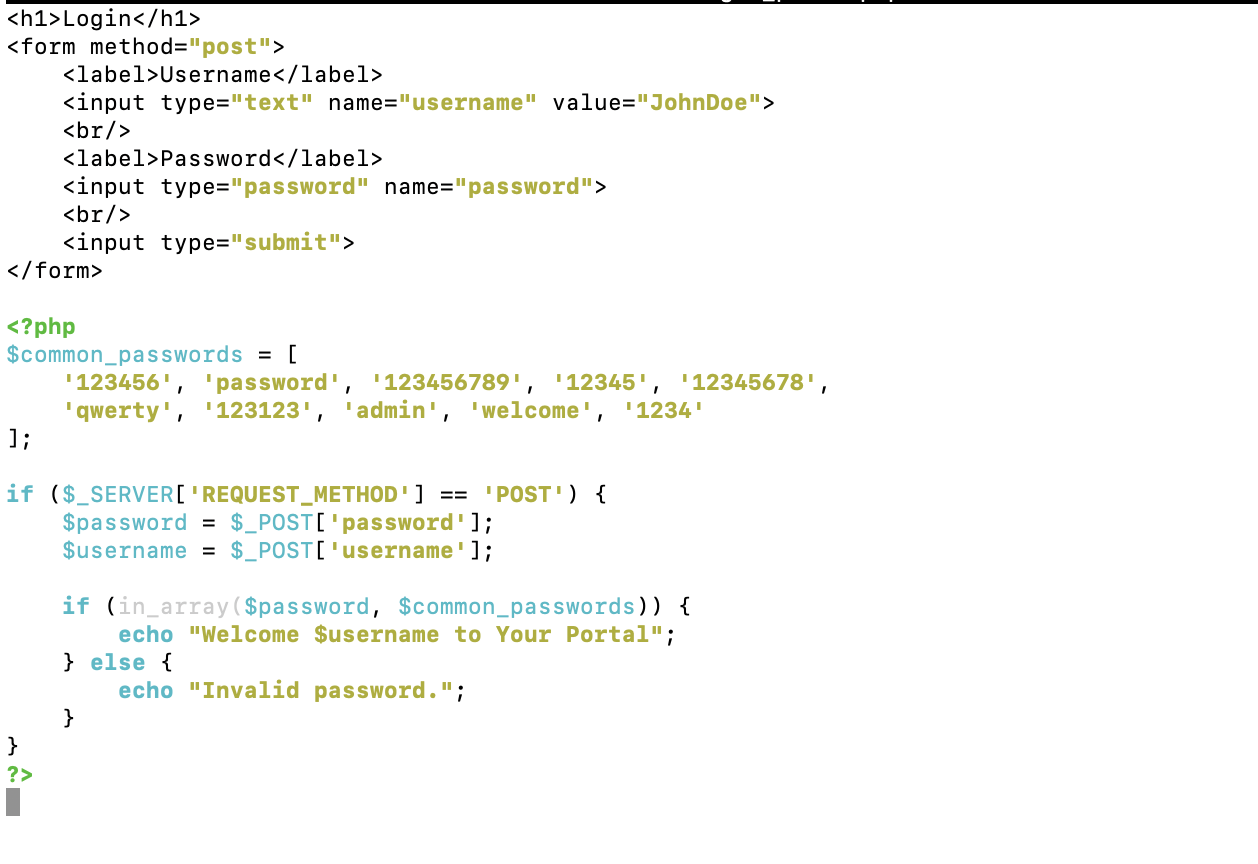 <h1>Login</h1>
<form method="post">
    <label>Username</label>
    <input type="text" name="username" value="JohnDoe">
    <br/>
    <label>Password</label>
    <input type="password" name="password">
    <br/>
    <input type="submit">
</form>

<?php
$common_passwords = [
    '123456', 'password', '123456789', '12345', '12345678',
    'qwerty', '123123', 'admin', 'welcome', '1234'
];

if ($_SERVER['REQUEST_METHOD'] == 'POST') {
    $password = $_POST['password'];
    $username = $_POST['username'];

    if (in_array($password, $common_passwords)) {
        echo "Welcome $username to Your Portal";
    } else {
        echo "Invalid password.";
    }
}
?>